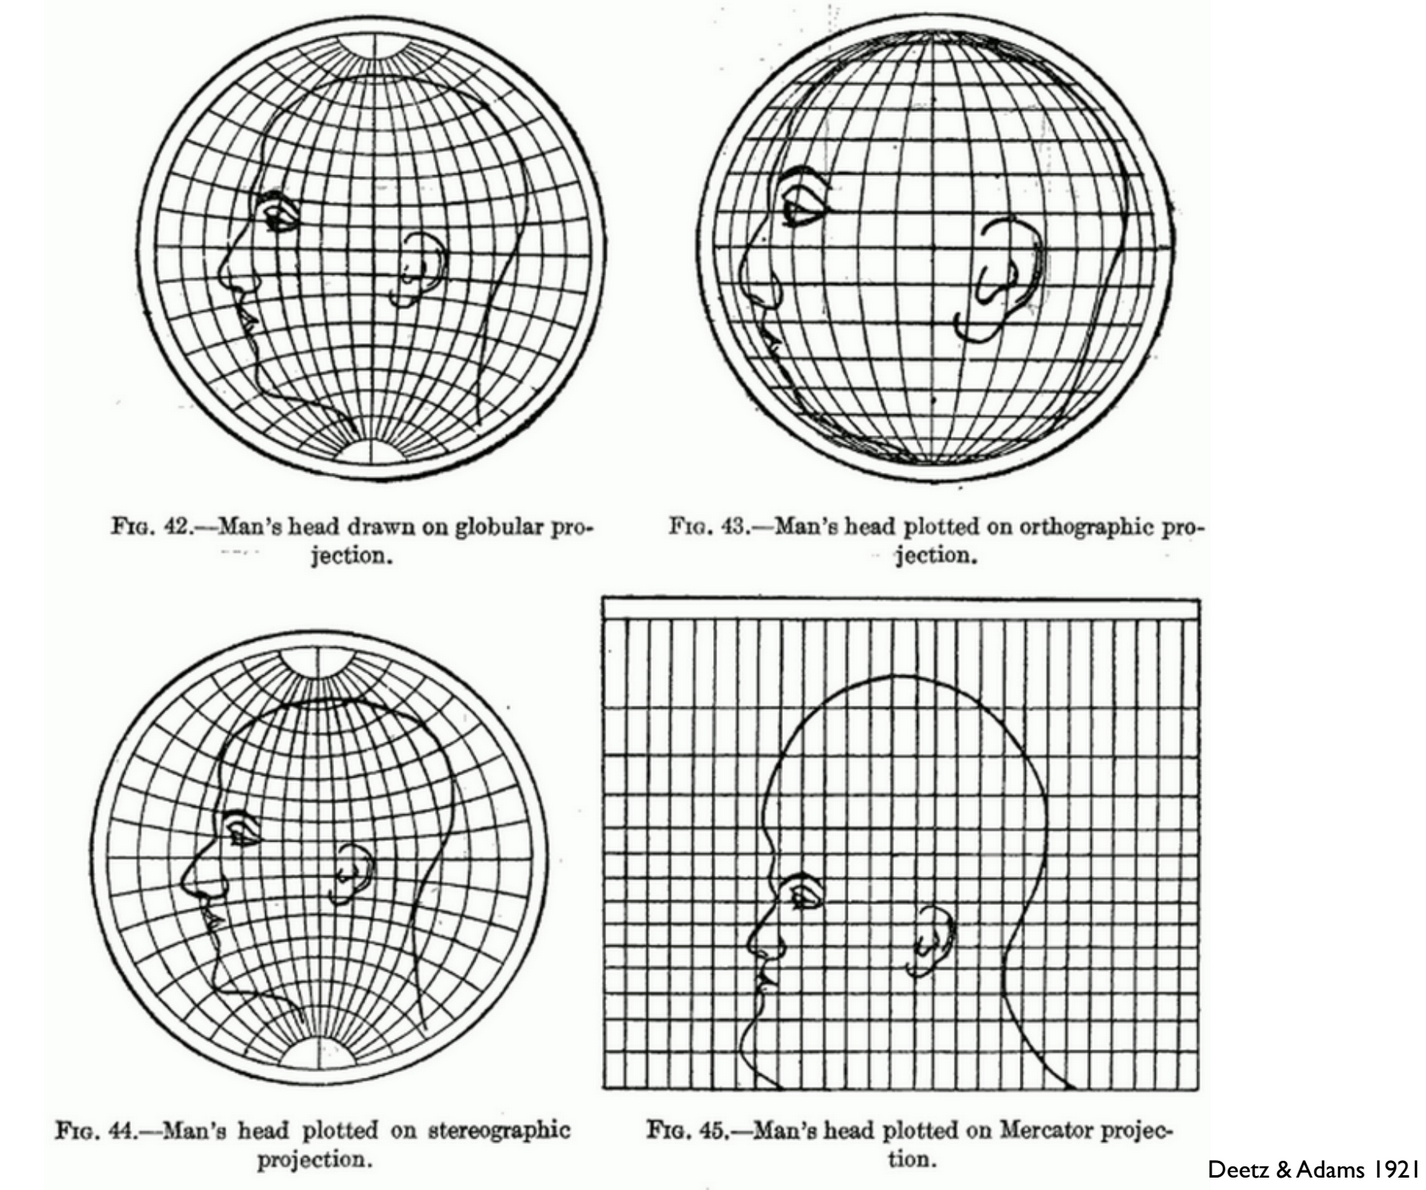 FIG. 42.—Man's head drawn on globular pro-
jection.
FIG. 43.—Man's head plotted on orthographic pro-
jection.
FIG. 44.—Man's head plotted on stereographic
projection.
FIG. 45.—Man's head plotted on Mercator projec-
tion.
Deetz & Adams 1921